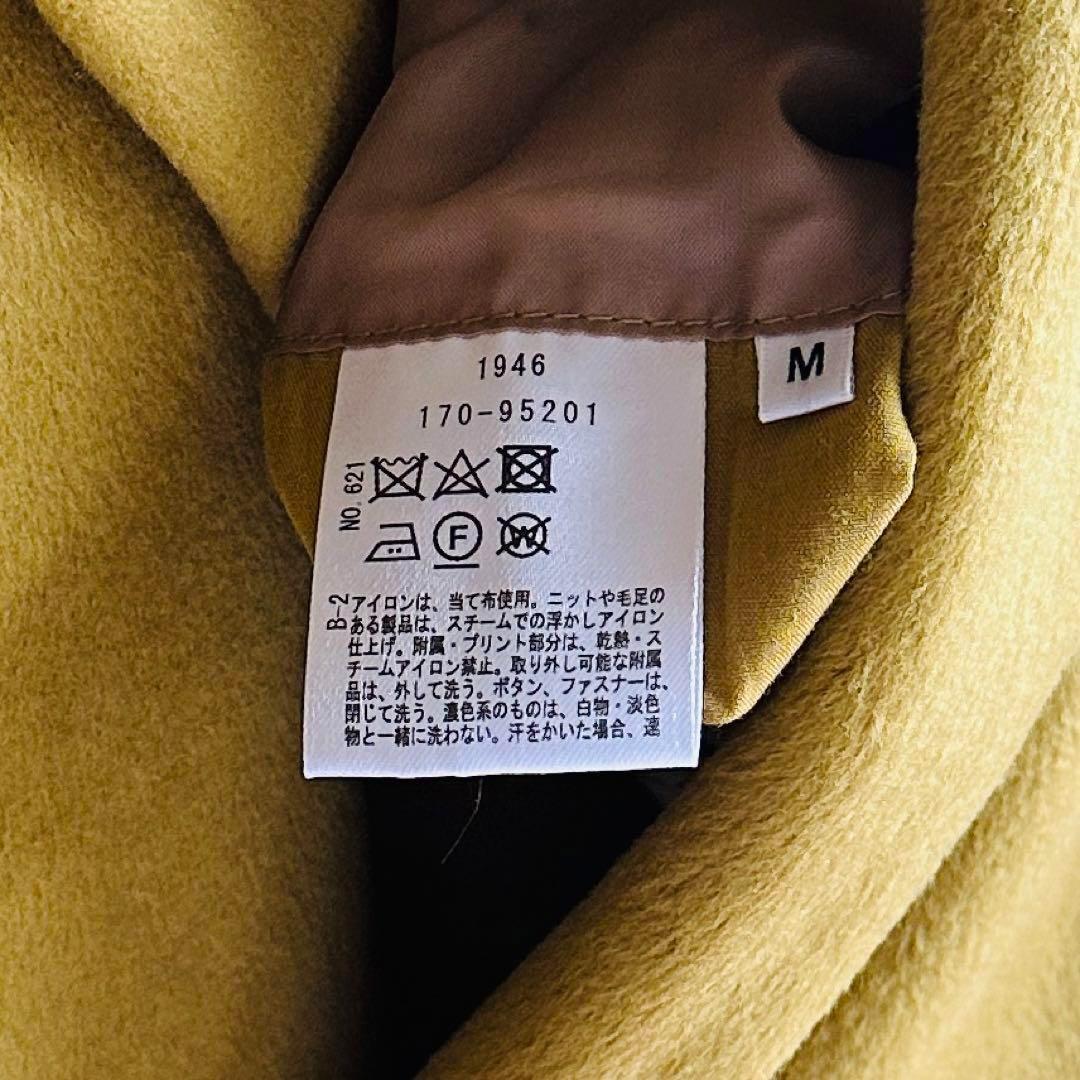 1946
170-95201
M
NO. 621
F
W
B-2
アイロンは、当て布使用。ニットや毛足の
ある製品は、スチームでの浮かしアイロン
仕上げ。附属・プリント部分は、乾熱・ス
チームアイロン禁止。取り外し可能な附属
品は、外して洗う。ボタン、ファスナーは、
閉じて洗う。濃色系のものは、白物・淡色
物と一緒に洗わない。汗をかいた場合、速